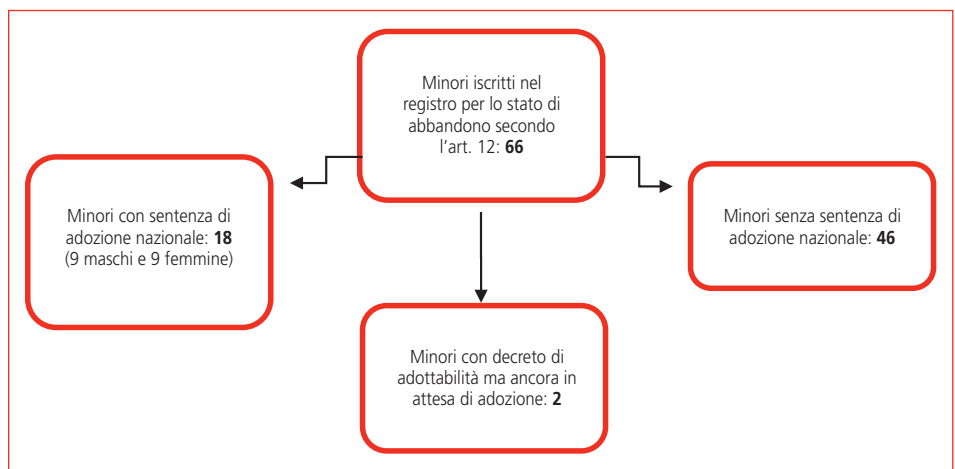 Minori iscritti nel
registro per lo stato di
abbandono secondo
l'art. 12: 66
Minori con sentenza di
adozione nazionale: 18
(9 maschi e 9 femmine)
Minori senza sentenza di
adozione nazionale: 46
Minori con decreto di
adottabilità ma ancora in
attesa di adozione: 2